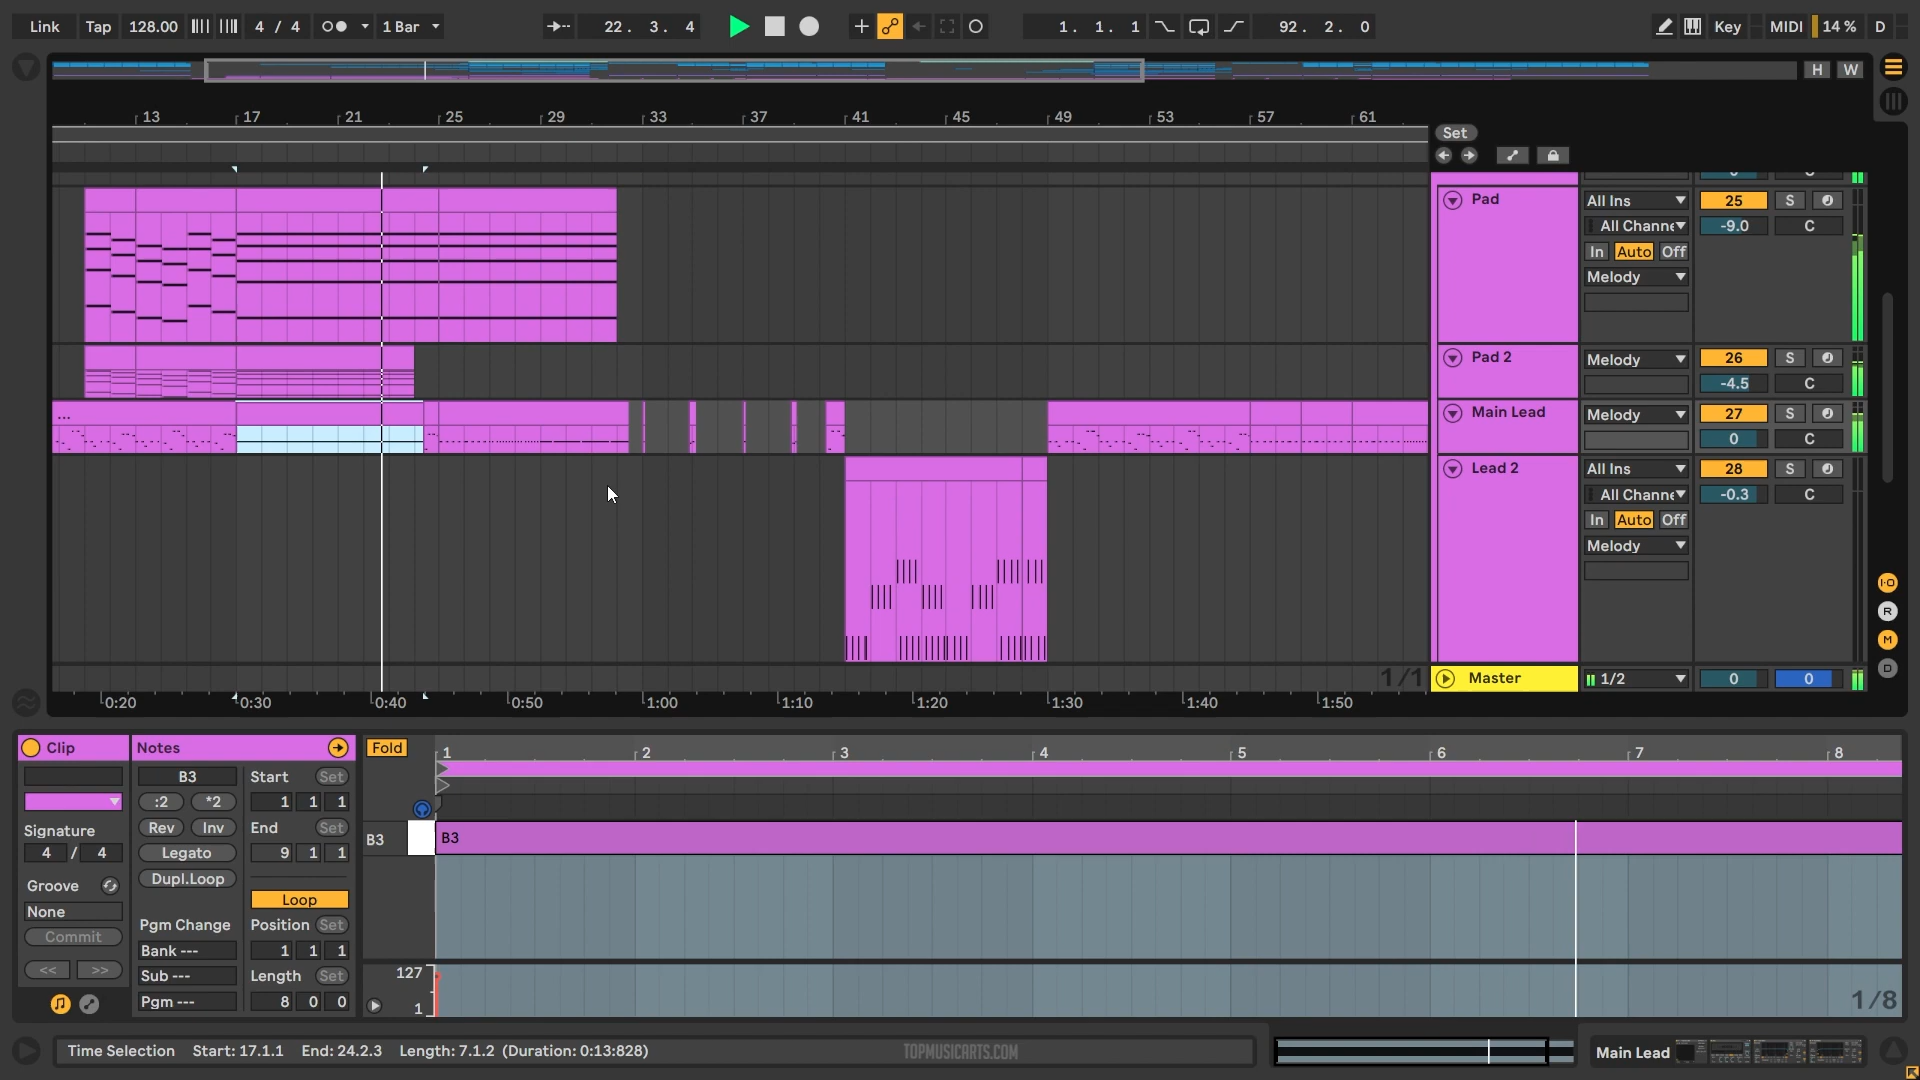 Link Tap 128.00 4 / 4 1 Bar 22. 3. 4 1. 1. 1 92. 2. 0 Key MIDI 14 % D
H W
13 17 21 25 29 33 37 41 45 49 53 57 61
Set
Pad All Ins 25 S
All Channe -9.0 C
In Auto Off
Melody
Pad 2 Melody 26 S
-4.5 C
... Main Lead Melody 27 S
0 C
Lead 2 All Ins 28 S
All Channe -0.3 C
In Auto Off
Melody
I·O
R
M
D
1/1 Master 1/2 0 0
0:20 0:30 0:40 0:50 1:00 1:10 1:20 1:30 1:40 1:50
Clip Notes Fold 1 2 3 4 5 6 7 8
B3 Start Set
:2 *2 1 1 1
Signature Rev Inv End Set
B3 B3
4 / 4 Legato 9 1 1
Groove Dupl.Loop
None Loop
Commit Pgm Change Position Set
Bank --- 1 1 1
<< >> Sub --- Length Set 127
Pgm --- 8 0 0 1 1/8
Time Selection Start: 17.1.1 End: 24.2.3 Length: 7.1.2 (Duration: 0:13:828) TOPMUSICARTS.COM Main Lead